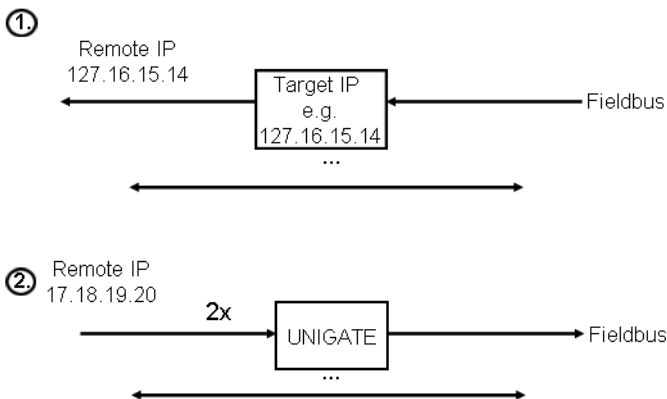 1.
Remote IP
127.16.15.14
Target IP
e.g.
127.16.15.14
Fieldbus
...
2.
Remote IP
17.18.19.20
2x
UNIGATE
Fieldbus
...